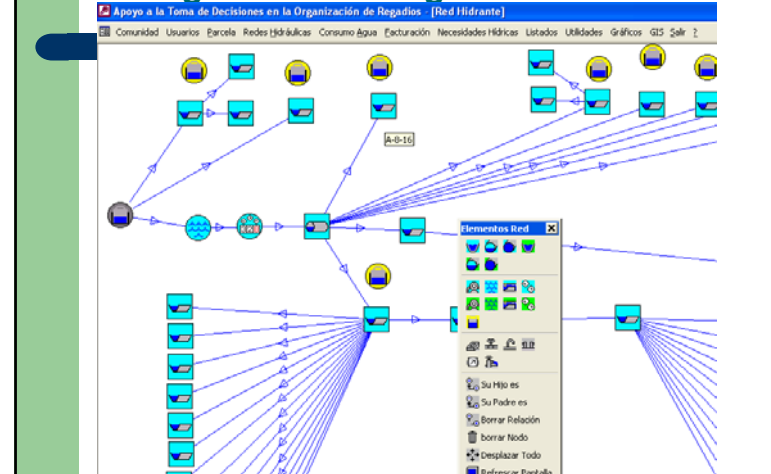 Apoyo a la Toma de Decisiones en la Organización de Regadios - [Red Hidrante]
Comunidad Usuarios Parcela Redes Hidráulicas Consumo Agua Facturación Necesidades Hídricas Listados Utilidades Gráficos GIS Salir ?
A-8-16
Elementos Red
Su Hijo es
Su Padre es
Borrar Relación
borrar Nodo
Desplazar Todo
Refrescar Pantalla